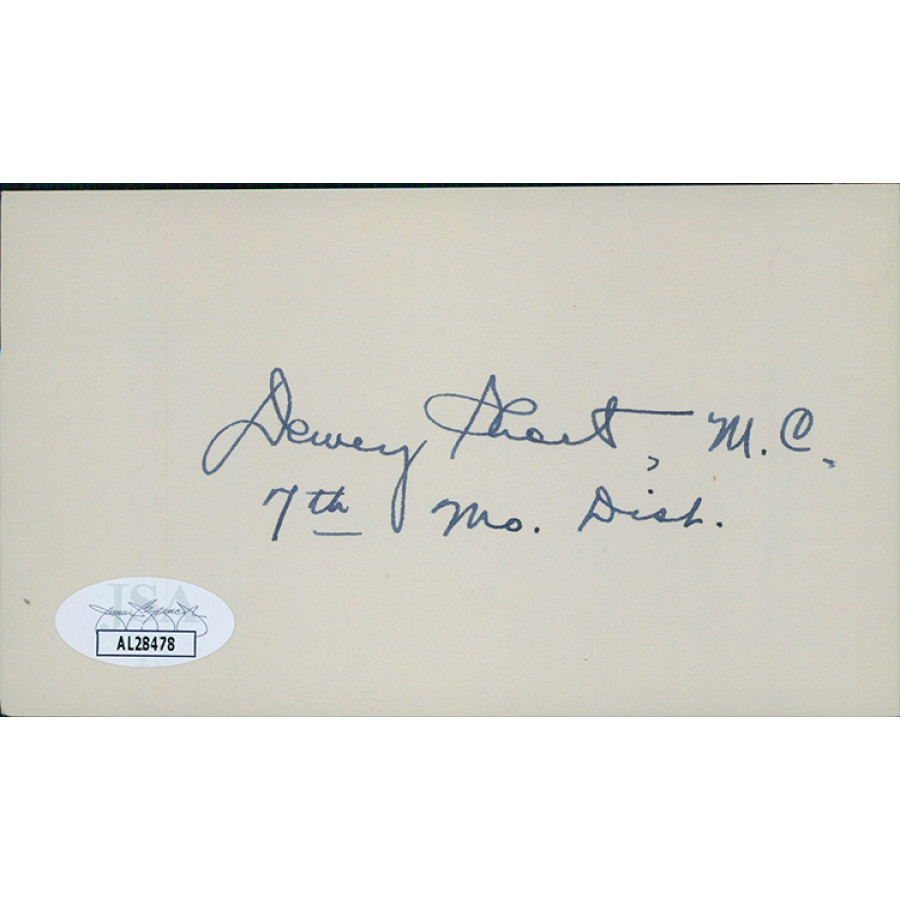 Dewey Short, M.C.
7th Mo. Dist.
JSA
AL28478